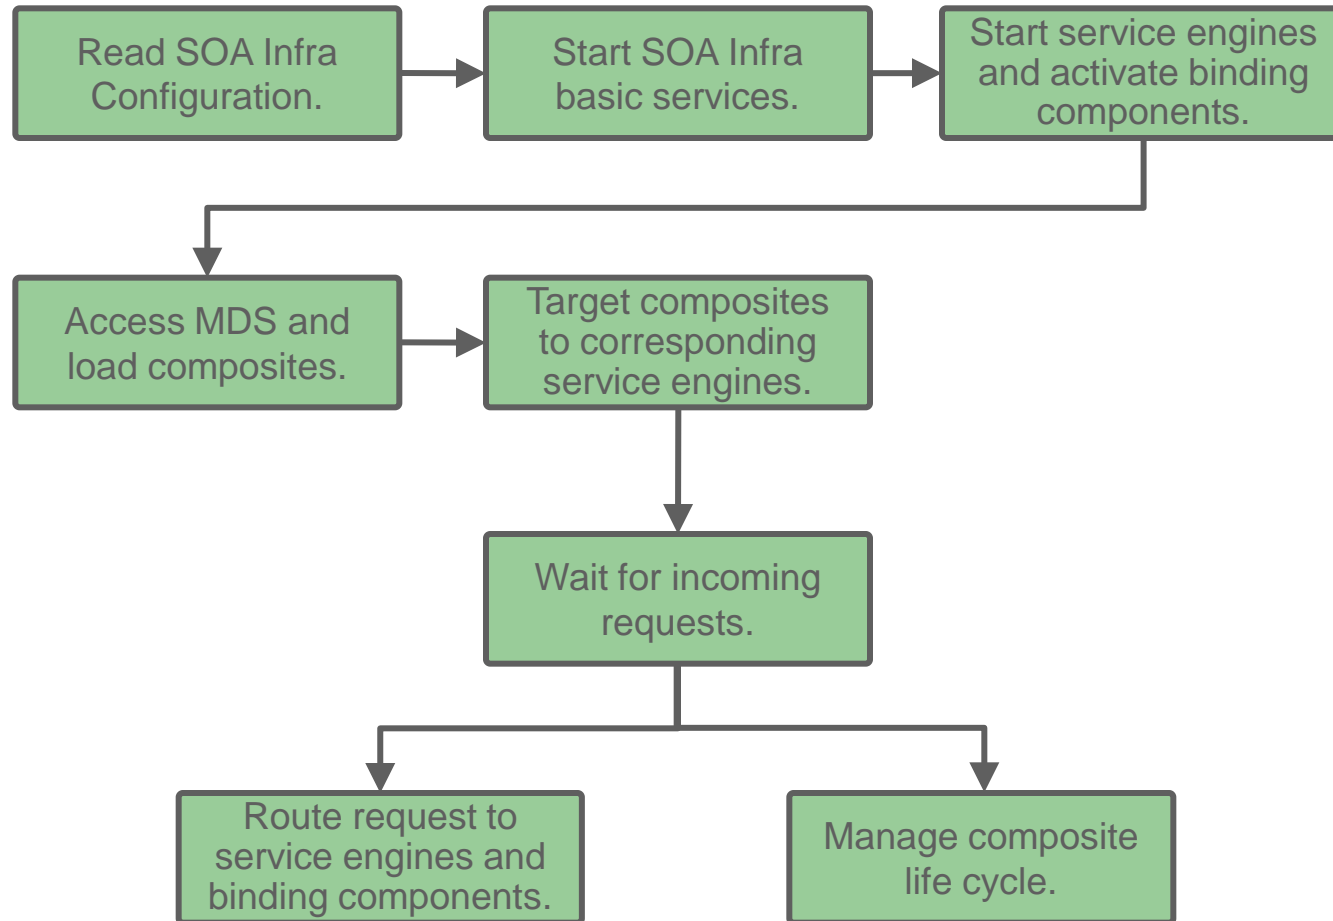 Read SOA Infra
Configuration.
Start SOA Infra
basic services.
Start service engines
and activate binding
components.
Access MDS and
load composites.
Target composites
to corresponding
service engines.
Wait for incoming
requests.
Route request to
service engines and
binding components.
Manage composite
life cycle.